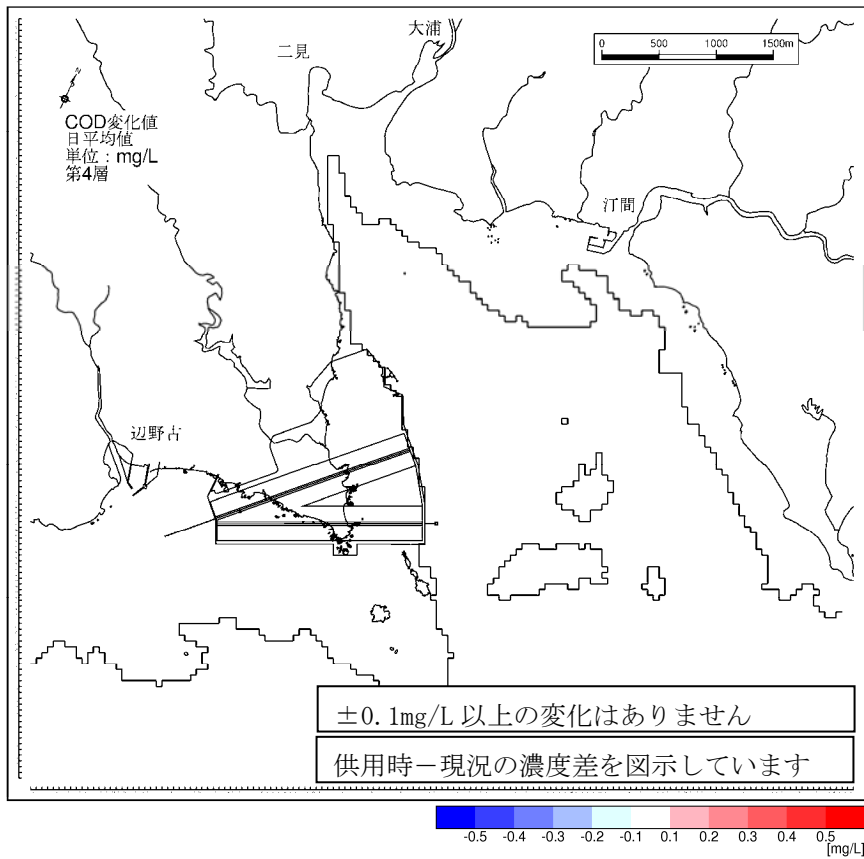 大浦
二見
0 500 1000 1500m
N
COD変化値
日平均値
単位：mg/L
第4層
汀間
辺野古
±0.1mg/L 以上の変化はありません
供用時－現況の濃度差を図示しています
-0.5 -0.4 -0.3 -0.2 -0.1 0.1 0.2 0.3 0.4 0.5
[mg/L]